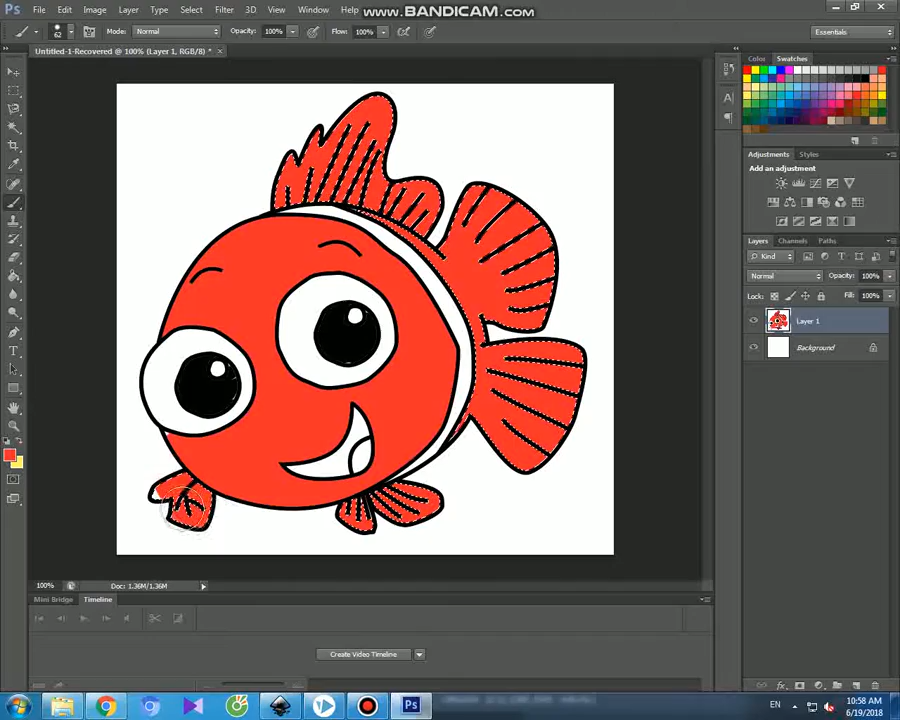 Ps File Edit Image Layer Type Select Filter 3D View Window Help
www.BANDICAM.com
62 Mode: Normal Opacity: 100% Flow: 100% Essentials
Untitled-1-Recovered @ 100% (Layer 1, RGB/8) * ×
Color Swatches
Adjustments Styles
Add an adjustment
Layers Channels Paths
Kind
Normal Opacity: 100%
Lock: Fill: 100%
Layer 1
Background
100% Doc: 1.36M/1.36M
Mini Bridge Timeline
Create Video Timeline
Ps EN 10:58 AM
6/19/2018